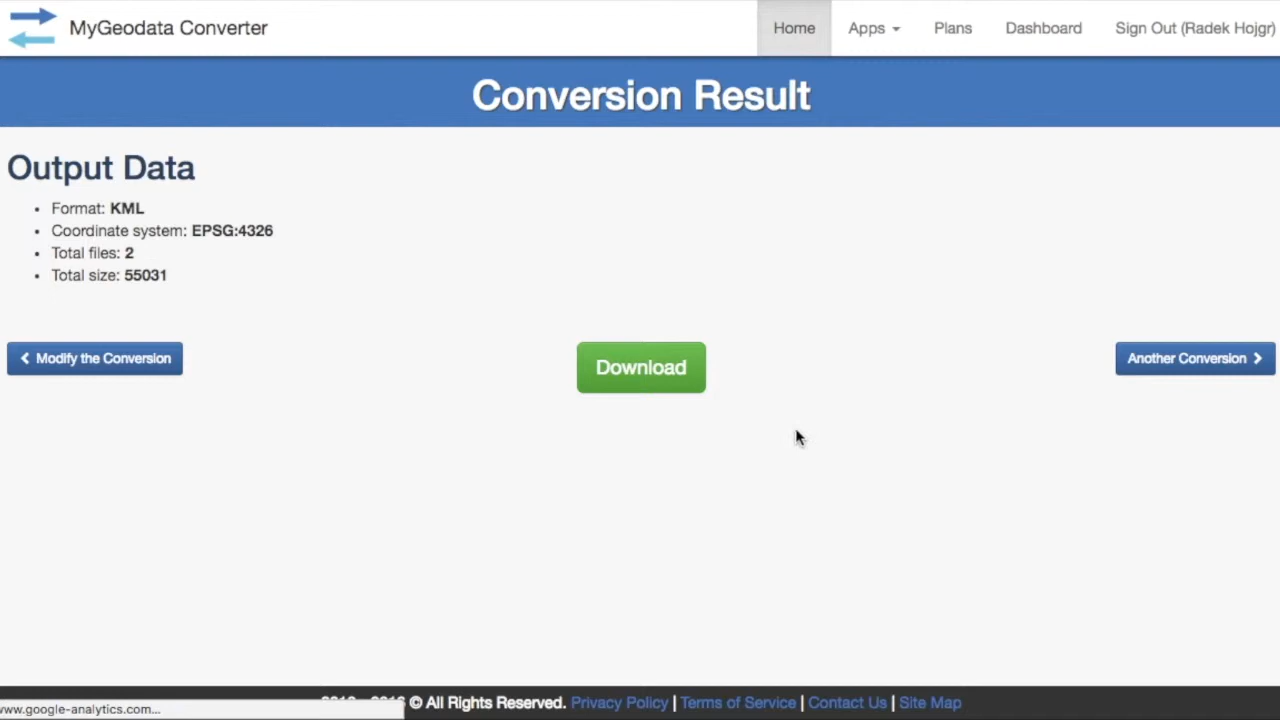 MyGeodata Converter
Home
Apps
Plans
Dashboard
Sign Out (Radek Hojgr)
Conversion Result
Output Data
Format: KML
Coordinate system: EPSG:4326
Total files: 2
Total size: 55031
Modify the Conversion
Download
Another Conversion
© All Rights Reserved. Privacy Policy | Terms of Service | Contact Us | Site Map
www.google-analytics.com...